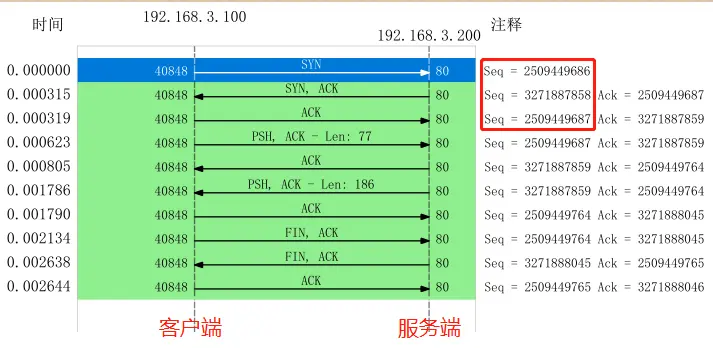 时间 192.168.3.100 注释
192.168.3.200
0.000000 40848 SYN 80 Seq = 2509449686
0.000315 40848 SYN, ACK 80 Seq = 3271887858 Ack = 2509449687
0.000319 40848 ACK 80 Seq = 2509449687 Ack = 3271887859
0.000623 40848 PSH, ACK - Len: 77 80 Seq = 2509449687 Ack = 3271887859
0.000805 40848 ACK 80 Seq = 3271887859 Ack = 2509449764
0.001786 40848 PSH, ACK - Len: 186 80 Seq = 3271887859 Ack = 2509449764
0.001790 40848 ACK 80 Seq = 2509449764 Ack = 3271888045
0.002134 40848 FIN, ACK 80 Seq = 2509449764 Ack = 3271888045
0.002638 40848 FIN, ACK 80 Seq = 3271888045 Ack = 2509449765
0.002644 40848 ACK 80 Seq = 2509449765 Ack = 3271888046
客户端 服务端